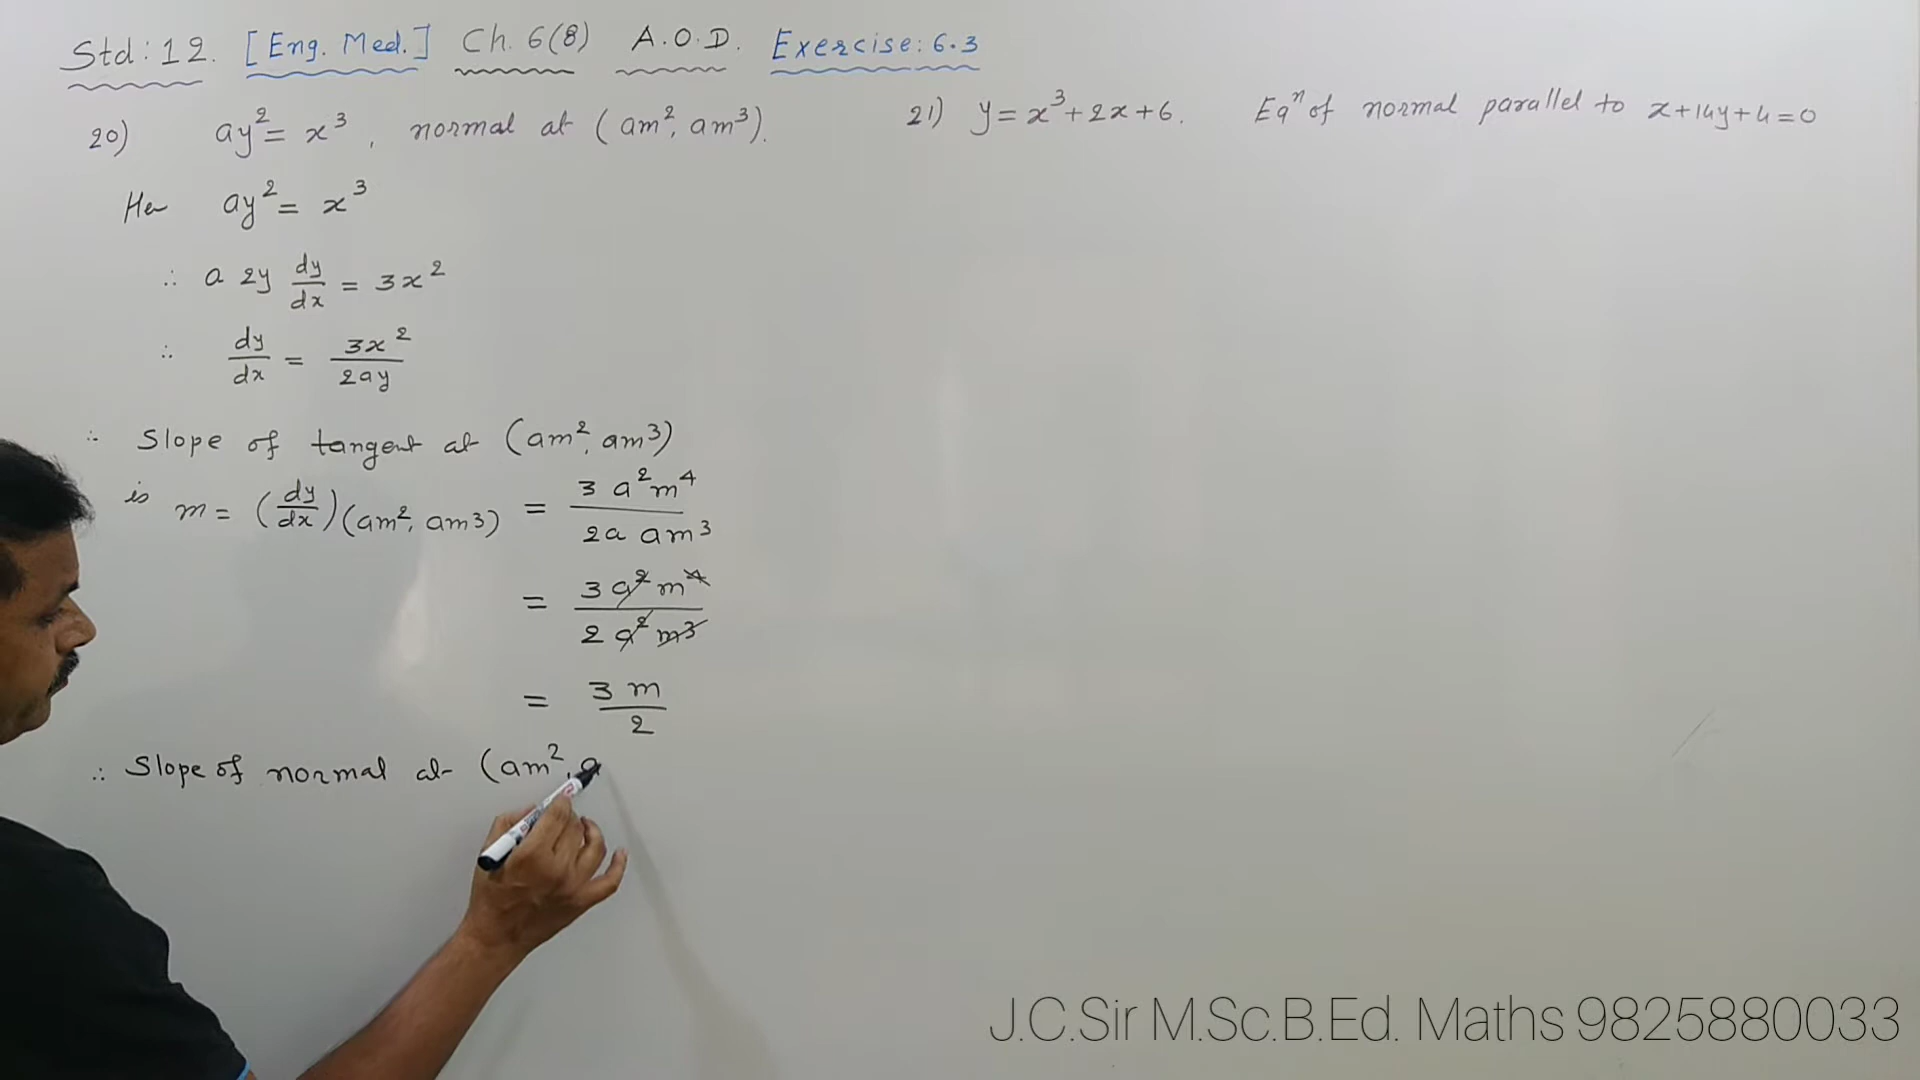 Std: 12. [Eng. Med.] Ch. 6(8) A.O.D. Exercise: 6.3
20) ay² = x³, normal at (am², am³).
Her ay² = x³
∴ a 2y dy/dx = 3x²
∴ dy/dx = 3x²/2ay
∴ Slope of tangent at (am², am³)
is m = (dy/dx)(am², am³) = 3 a²m⁴/2a am³
= 3 a² m⁴/2 a² m³
= 3 m/2
∴ Slope of normal at (am², a
21) y = x³ + 2x + 6. Eqⁿ of normal parallel to x + 14y + 4 = 0
J.C.Sir M.Sc.B.Ed. Maths 9825880033